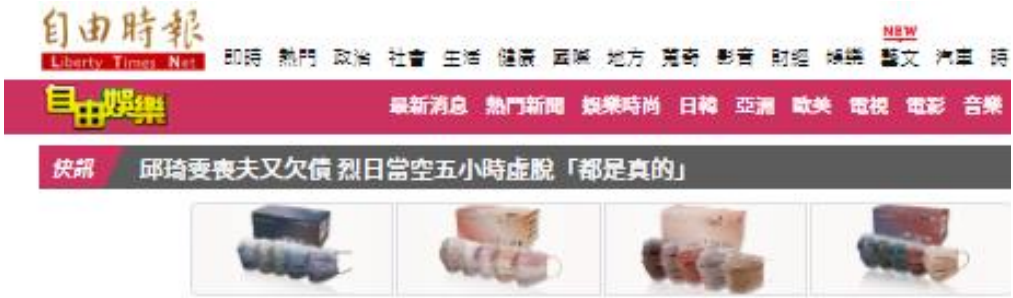 自由時報
Liberty Times Net
NEW
即時 熱門 政治 社會 生活 健康 國際 地方 蒐奇 影音 財經 娛樂 藝文 汽車 時
自由娛樂
最新消息 熱門新聞 娛樂時尚 日韓 亞洲 歐美 電視 電影 音樂
快訊 邱琦雯喪夫又欠債 烈日當空五小時虛脫「都是真的」